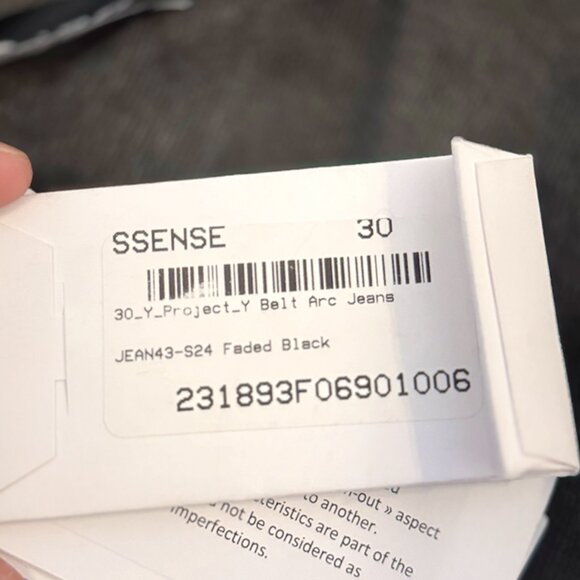 SSENSE 30
30_Y_Project_Y Belt Arc Jeans
JEAN43-S24 Faded Black
231893F06901006
-out » aspect
to another.
teristics are part of the
not be considered as
imperfections.